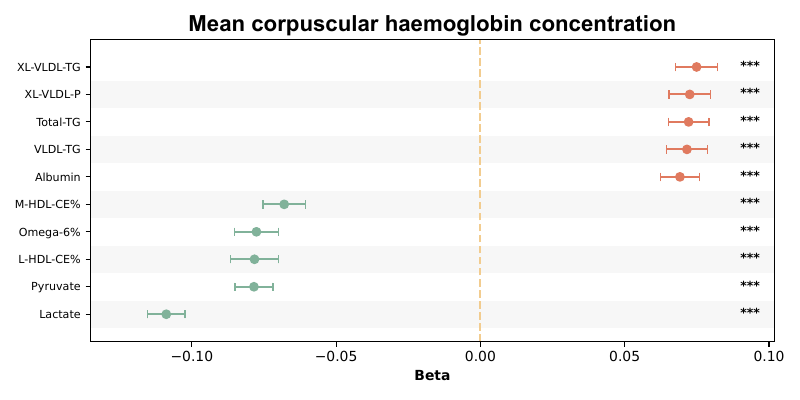 Mean corpuscular haemoglobin concentration
XL-VLDL-TG ***
XL-VLDL-P ***
Total-TG ***
VLDL-TG ***
Albumin ***
M-HDL-CE% ***
Omega-6% ***
L-HDL-CE% ***
Pyruvate ***
Lactate ***
−0.10 −0.05 0.00 0.05 0.10
Beta